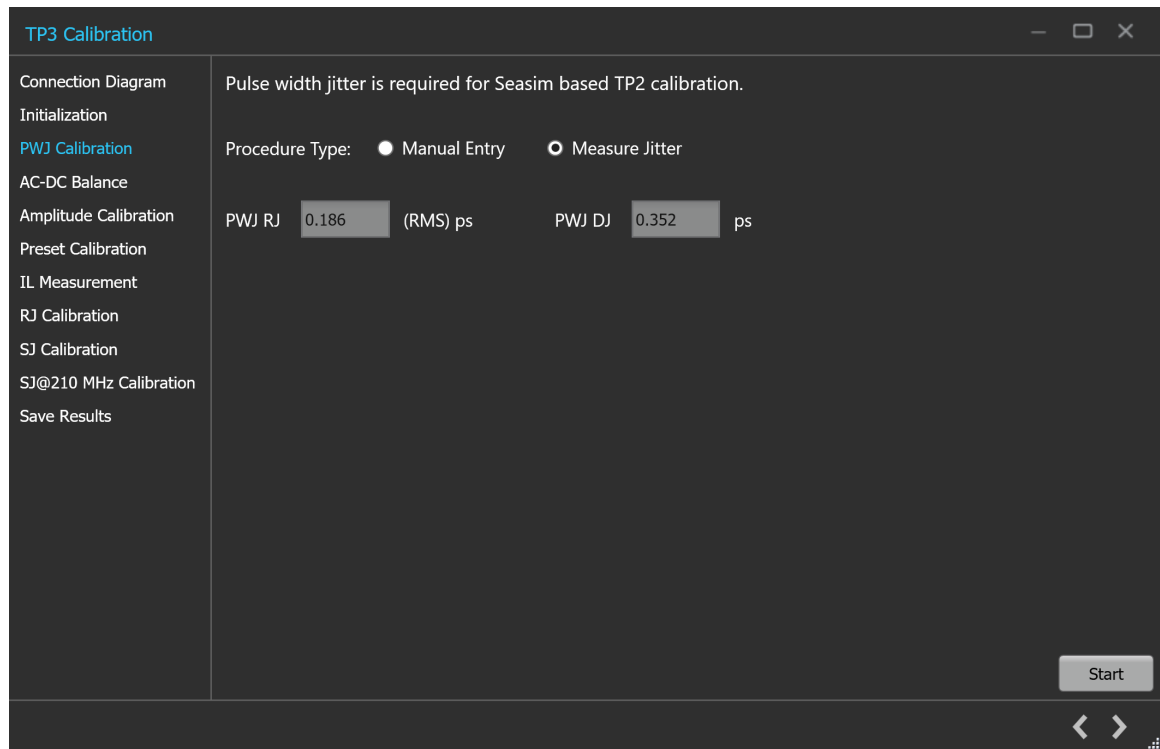 TP3 Calibration
Connection Diagram
Initialization
PWJ Calibration
AC-DC Balance
Amplitude Calibration
Preset Calibration
IL Measurement
RJ Calibration
SJ Calibration
SJ@210 MHz Calibration
Save Results
Pulse width jitter is required for Seasim based TP2 calibration.
Procedure Type: Manual Entry Measure Jitter
PWJ RJ 0.186 (RMS) ps PWJ DJ 0.352 ps
Start